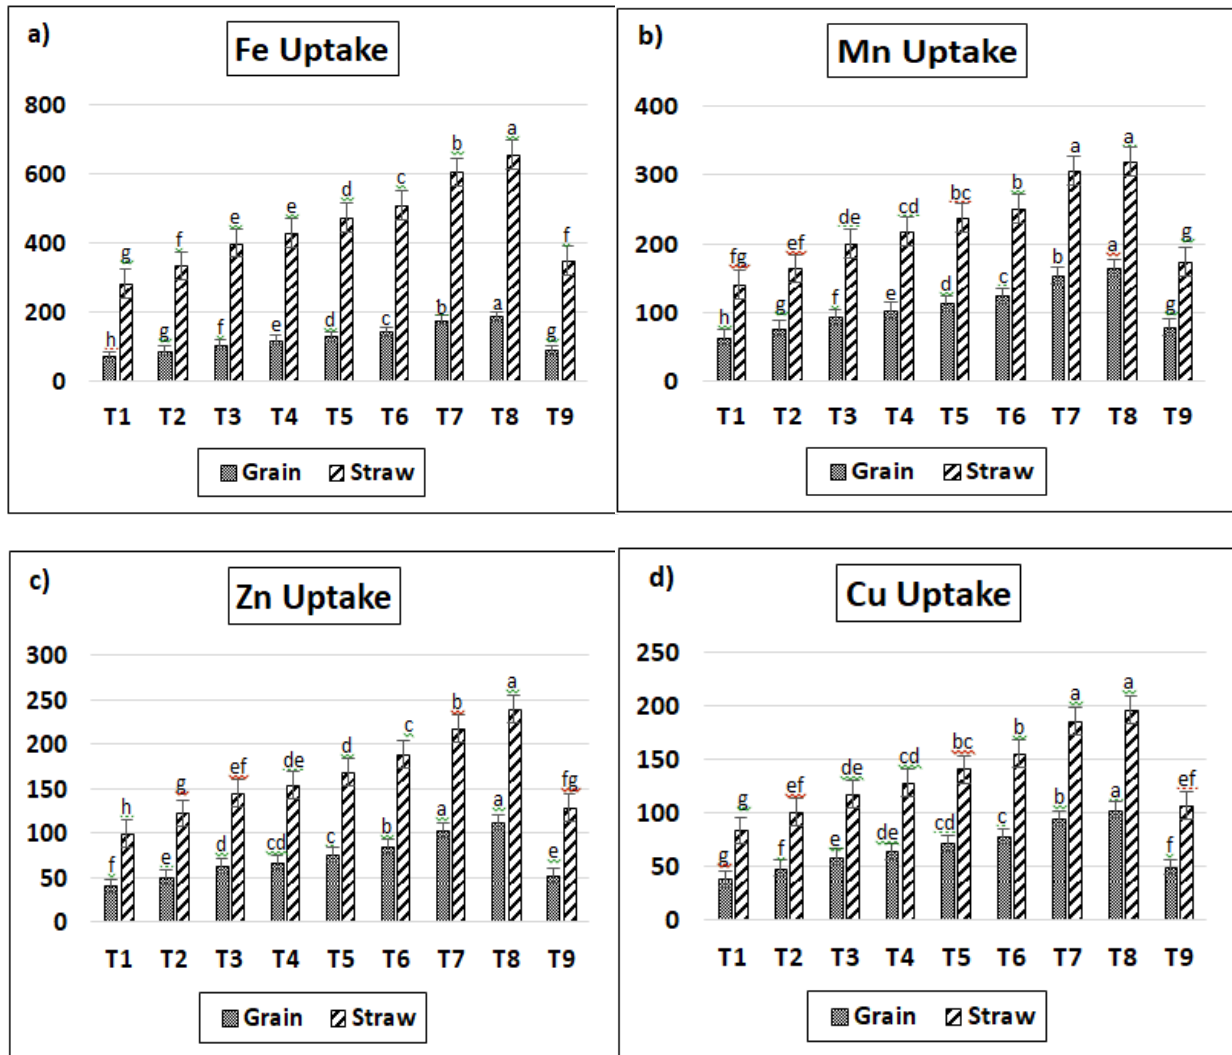 a)
Fe Uptake
800
600
400
200
0
h g g f f e e e d d c c b b a a g f
T1 T2 T3 T4 T5 T6 T7 T8 T9
Grain Straw
b)
Mn Uptake
400
300
200
100
0
h fg g ef f de e cd d bc c b b a a a g g
T1 T2 T3 T4 T5 T6 T7 T8 T9
Grain Straw
c)
Zn Uptake
300
250
200
150
100
50
0
f h e g d ef cd de c d b c a b a a e fg
T1 T2 T3 T4 T5 T6 T7 T8 T9
Grain Straw
d)
Cu Uptake
250
200
150
100
50
0
g g f ef e de de cd cd bc c b b a a a f ef
T1 T2 T3 T4 T5 T6 T7 T8 T9
Grain Straw